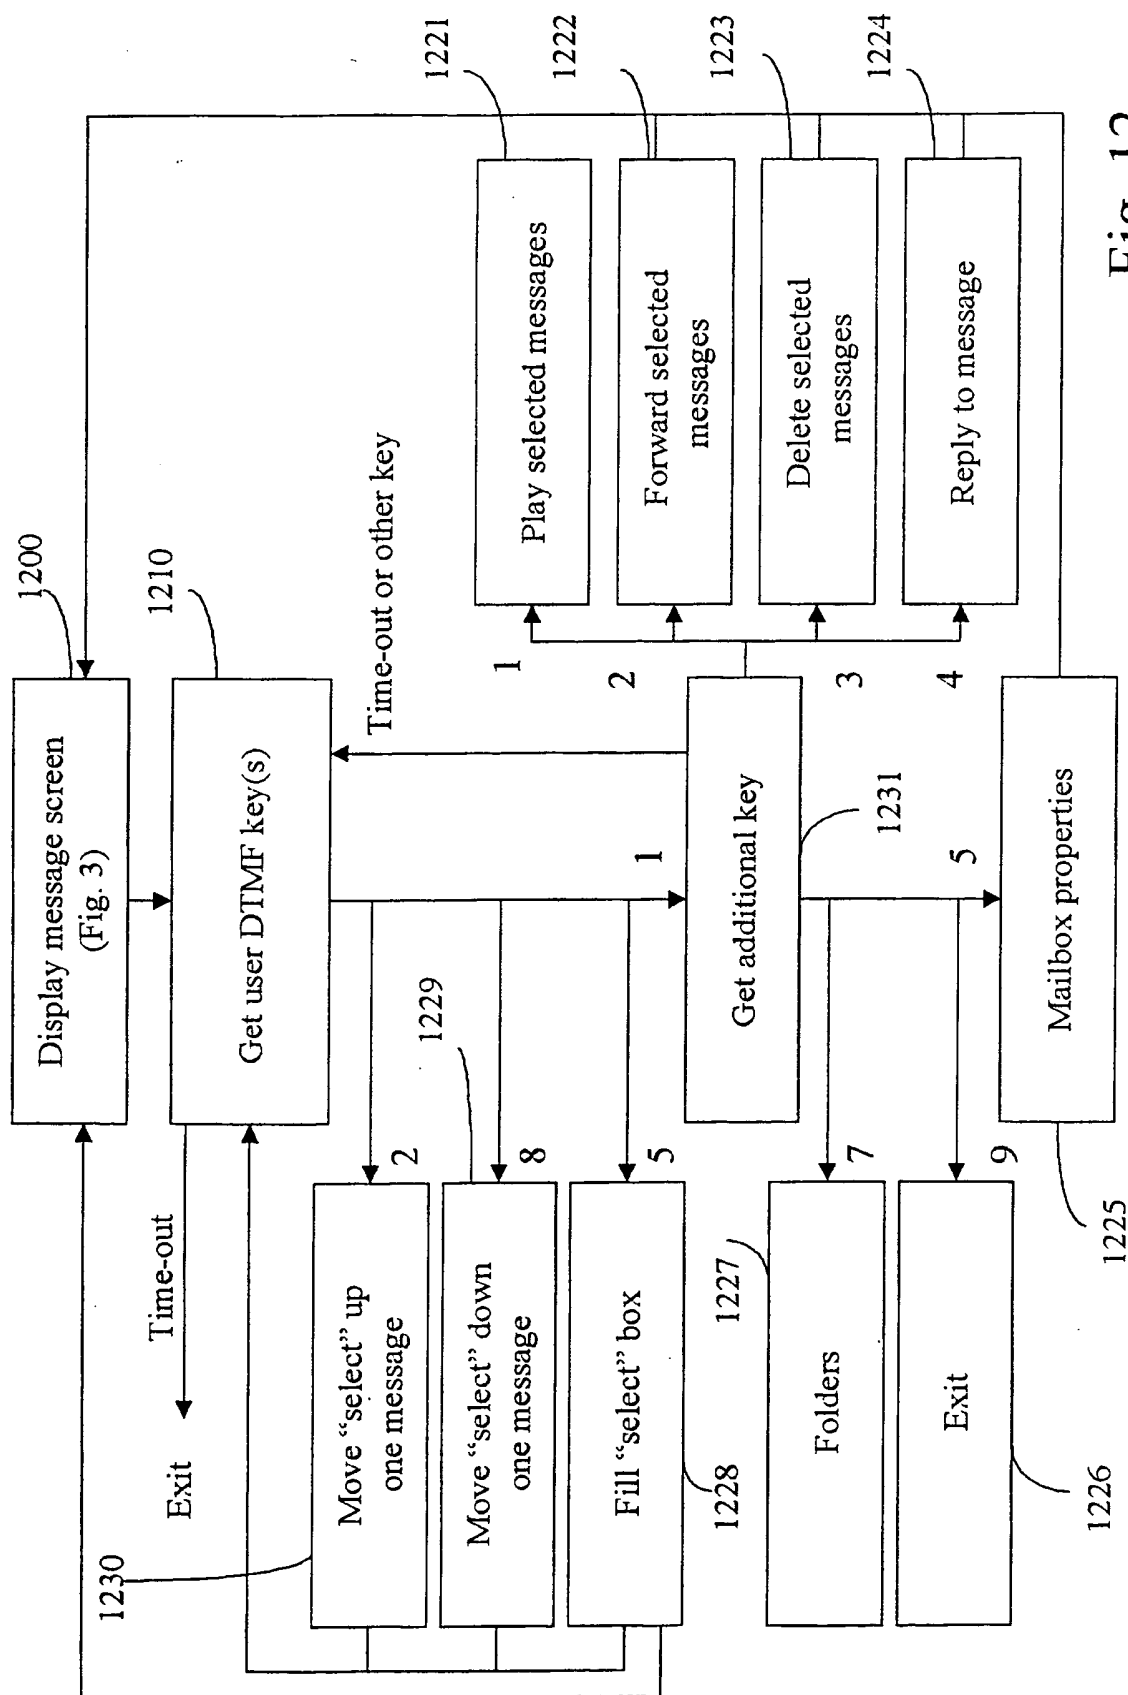 1200
Display message screen
(Fig. 3)
1210
Get user DTMF key(s)
Time-out
Exit
Time-out or other key
1230
Move “select” up
one message
2
1229
Move “select” down
one message
8
Fill “select” box
5
1228
1
Get additional key
1231
1227
Folders
7
Exit
9
1226
5
Mailbox properties
1225
1
Play selected messages
1221
2
Forward selected
messages
1222
3
Delete selected
messages
1223
4
Reply to message
1224
Fig. 12